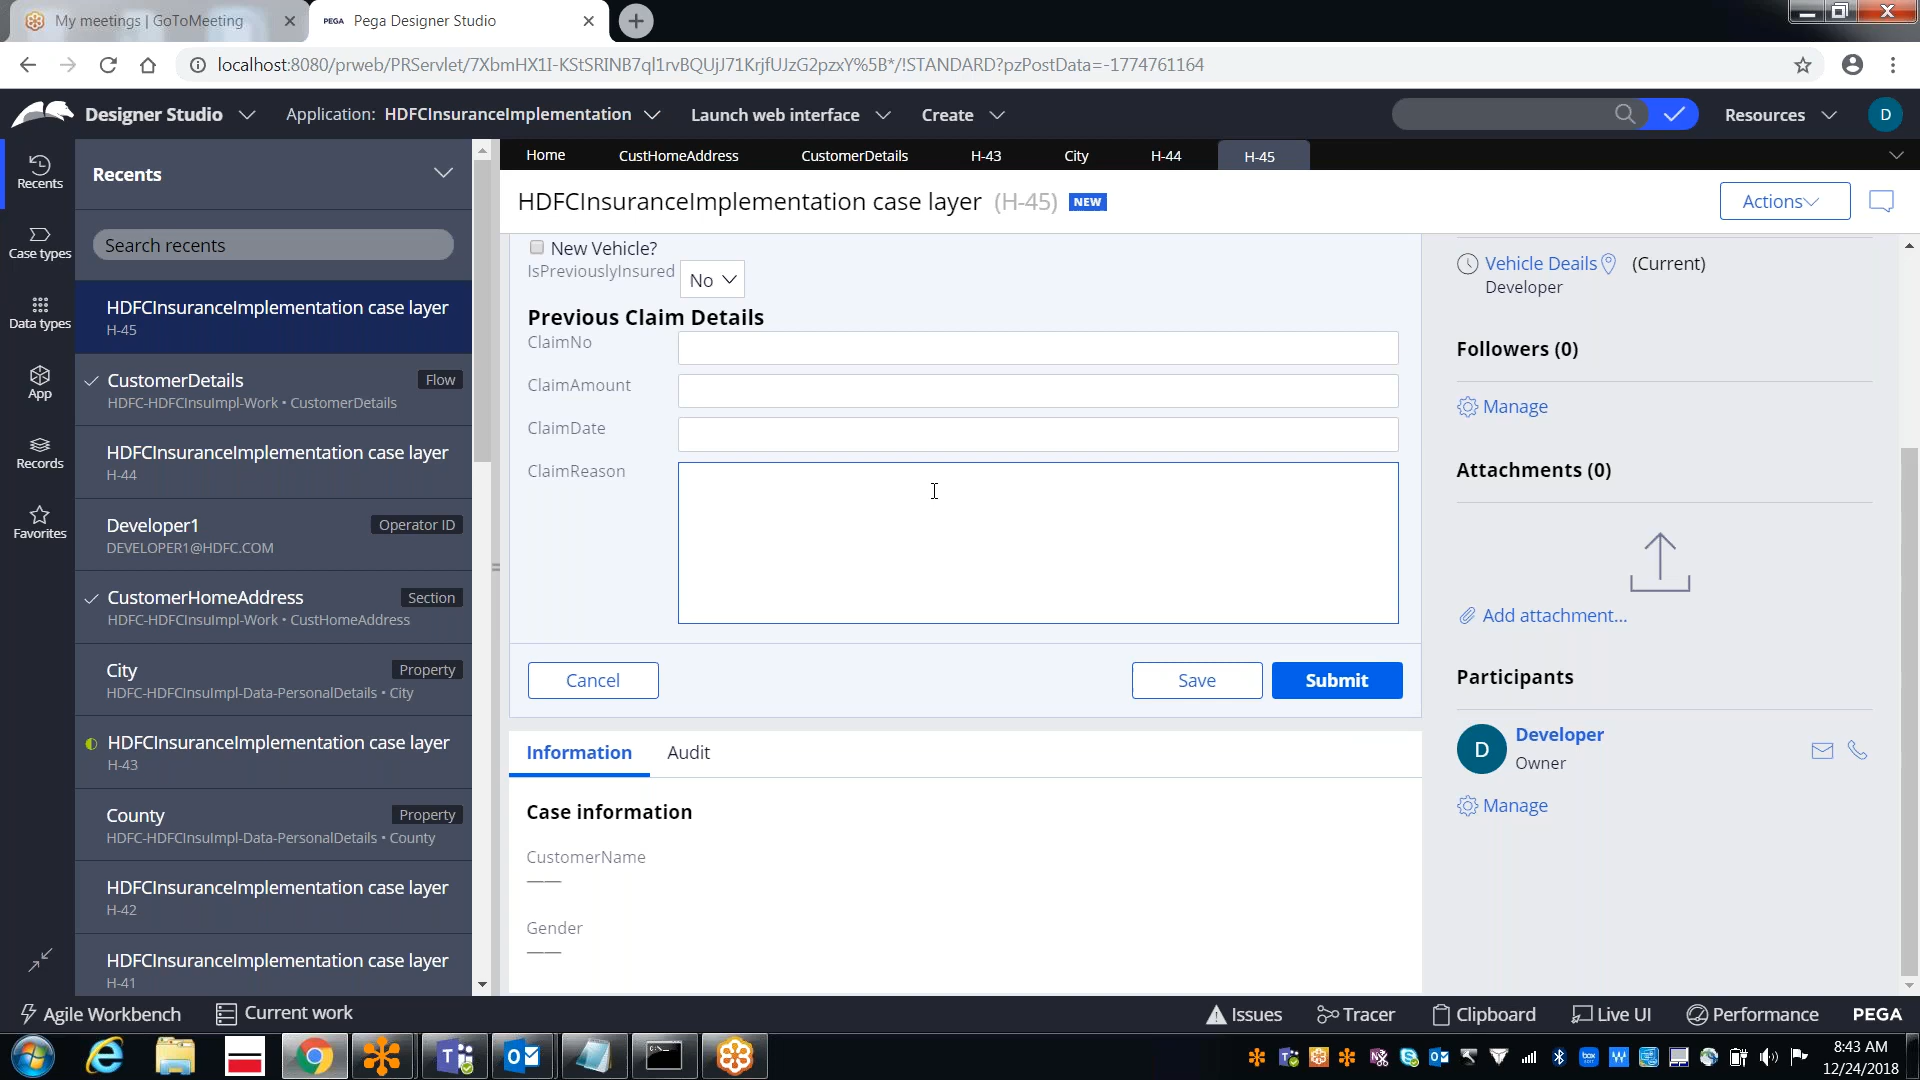 My meetings | GoToMeeting
PEGA Pega Designer Studio
localhost:8080/prweb/PRServlet/7XbmHX1I-KStSRINB7ql1rvBQUjJ71KrjfUJzG2pzxY%5B*/!STANDARD?pzPostData=-1774761164
Designer Studio
Application: HDFCInsuranceImplementation
Launch web interface
Create
Resources
D
Recents
Case types
Data types
App
Records
Favorites
Recents
Search recents
HDFCInsuranceImplementation case layer
H-45
CustomerDetails Flow
HDFC-HDFCInsuImpl-Work • CustomerDetails
HDFCInsuranceImplementation case layer
H-44
Developer1 Operator ID
DEVELOPER1@HDFC.COM
CustomerHomeAddress Section
HDFC-HDFCInsuImpl-Work • CustHomeAddress
City Property
HDFC-HDFCInsuImpl-Data-PersonalDetails • City
HDFCInsuranceImplementation case layer
H-43
County Property
HDFC-HDFCInsuImpl-Data-PersonalDetails • County
HDFCInsuranceImplementation case layer
H-42
HDFCInsuranceImplementation case layer
H-41
Home CustHomeAddress CustomerDetails H-43 City H-44 H-45
HDFCInsuranceImplementation case layer (H-45) NEW
Actions
New Vehicle?
IsPreviouslyInsured No
Previous Claim Details
ClaimNo
ClaimAmount
ClaimDate
ClaimReason
Cancel Save Submit
Information Audit
Case information
CustomerName
Gender
Vehicle Deails (Current)
Developer
Followers (0)
Manage
Attachments (0)
Add attachment...
Participants
D Developer
Owner
Manage
Agile Workbench Current work Issues Tracer Clipboard Live UI Performance PEGA
8:43 AM
12/24/2018